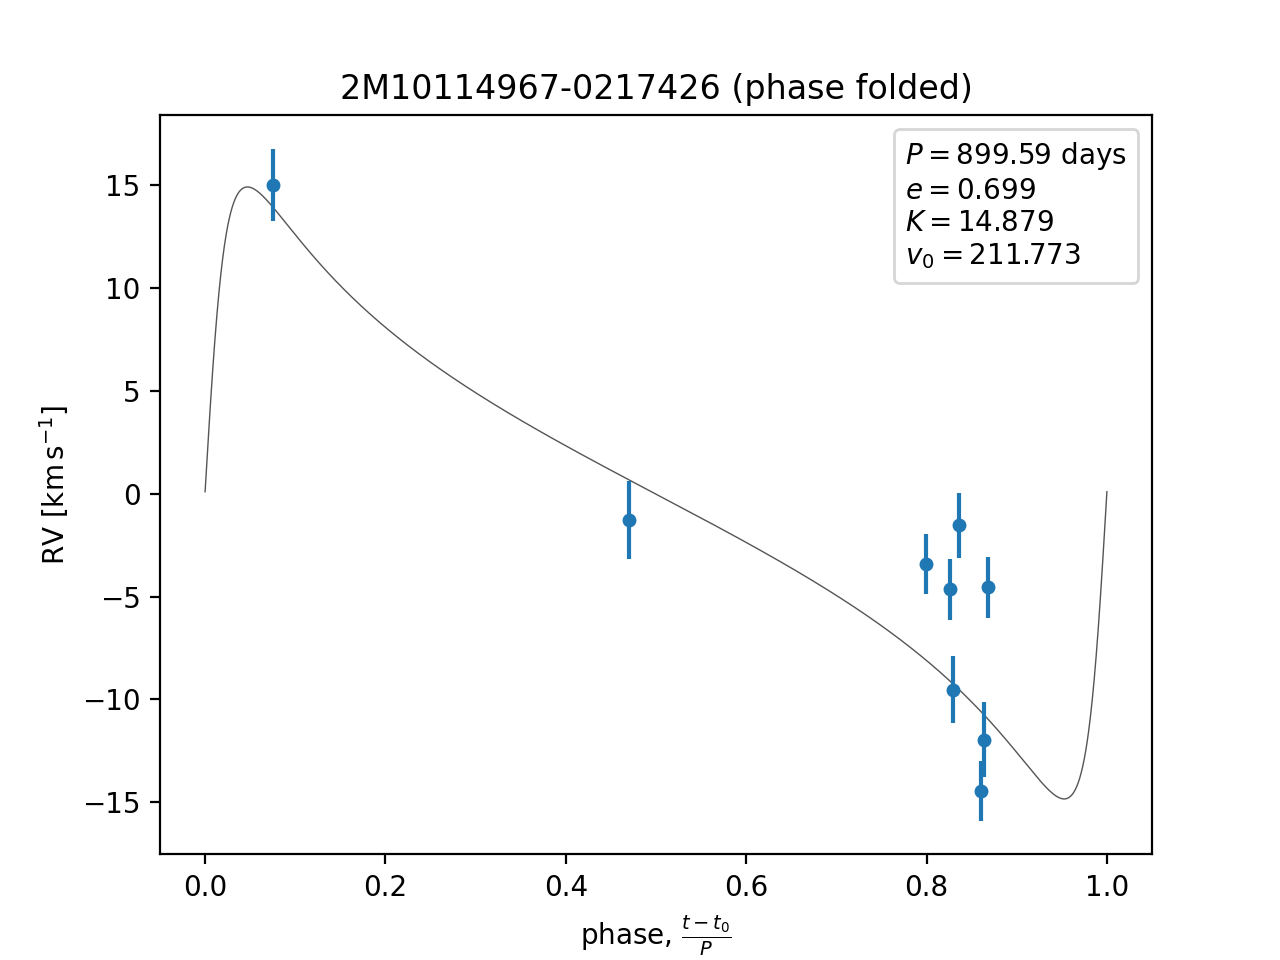 2M10114967-0217426 (phase folded)
P = 899.59 days
e = 0.699
K = 14.879
v₀ = 211.773
RV [km s⁻¹]
15
10
5
0
−5
−10
−15
0.0 0.2 0.4 0.6 0.8 1.0
phase, (t − t₀)/P